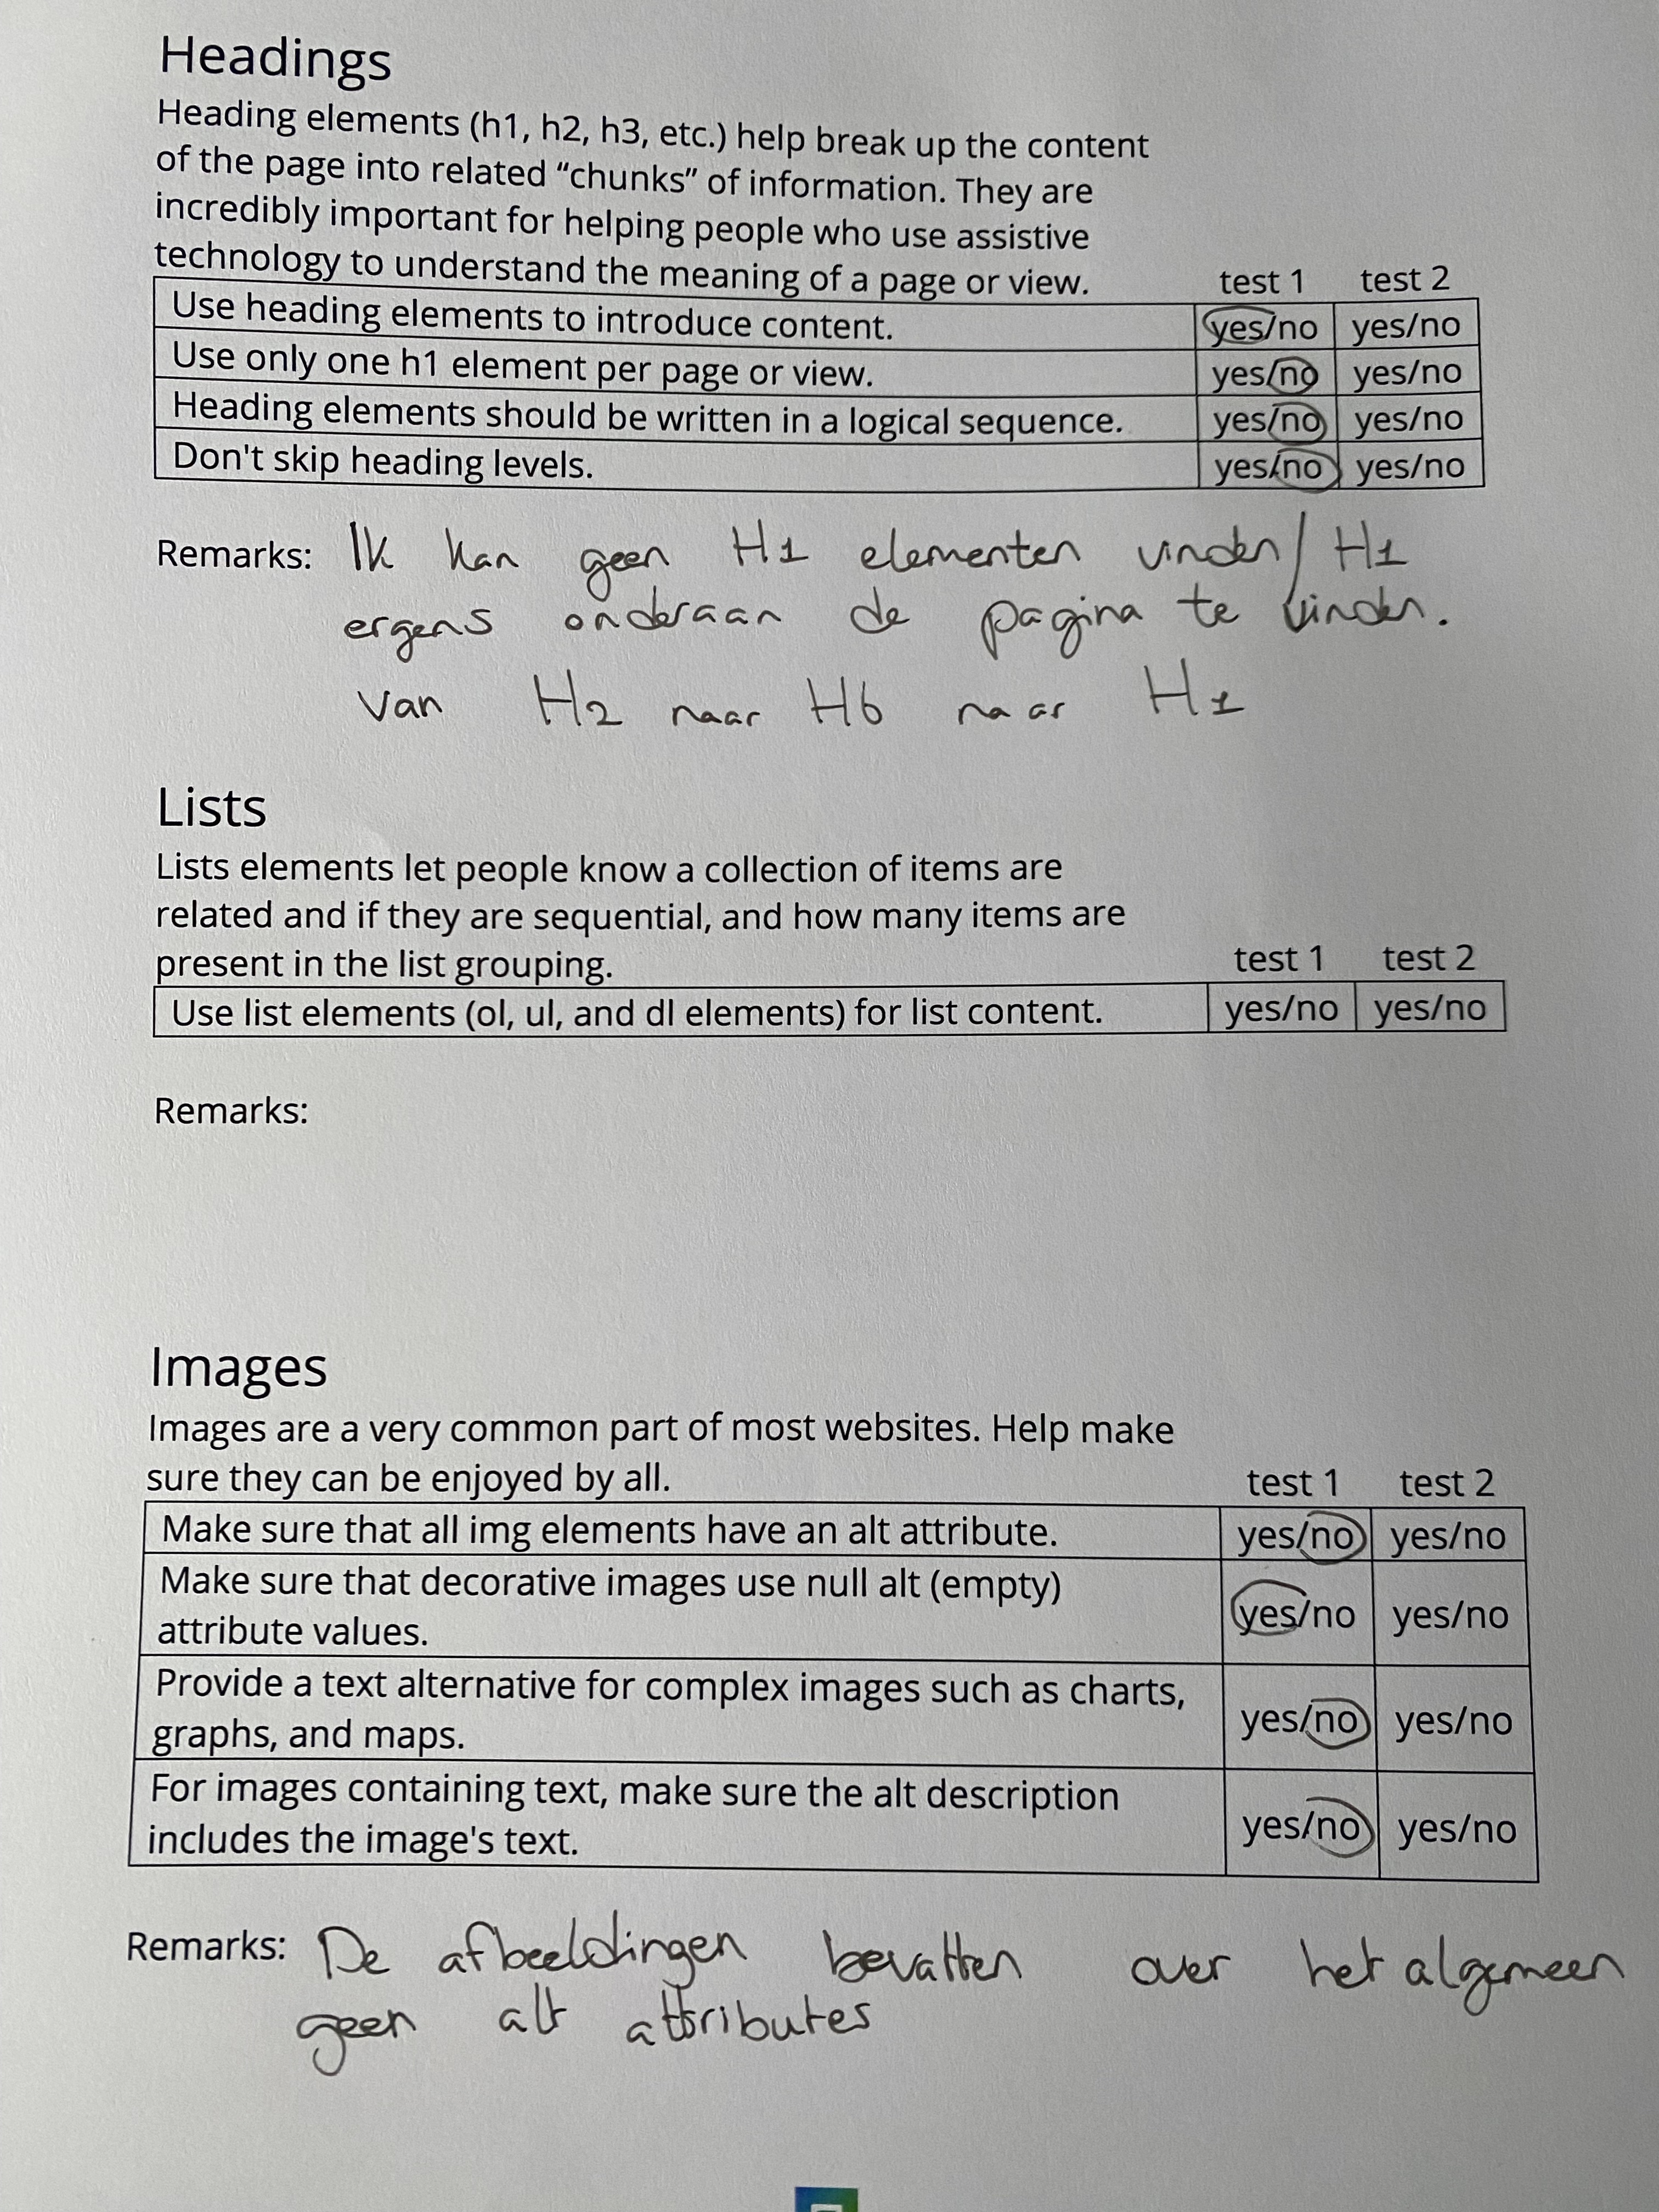 Headings
Heading elements (h1, h2, h3, etc.) help break up the content
of the page into related “chunks” of information. They are
incredibly important for helping people who use assistive
technology to understand the meaning of a page or view. test 1 test 2
Use heading elements to introduce content. yes/no yes/no
Use only one h1 element per page or view. yes/no yes/no
Heading elements should be written in a logical sequence. yes/no yes/no
Don't skip heading levels. yes/no yes/no
Remarks: Ik kan geen H1 elementen vinden/ H1
ergens onderaan de pagina te vinden.
van H2 naar H6 naar H1
Lists
Lists elements let people know a collection of items are
related and if they are sequential, and how many items are
present in the list grouping. test 1 test 2
Use list elements (ol, ul, and dl elements) for list content. yes/no yes/no
Remarks:
Images
Images are a very common part of most websites. Help make
sure they can be enjoyed by all. test 1 test 2
Make sure that all img elements have an alt attribute. yes/no yes/no
Make sure that decorative images use null alt (empty)
attribute values. yes/no yes/no
Provide a text alternative for complex images such as charts,
graphs, and maps. yes/no yes/no
For images containing text, make sure the alt description
includes the image's text. yes/no yes/no
Remarks: De afbeeldingen bevatten over het algemeen
geen alt attributes